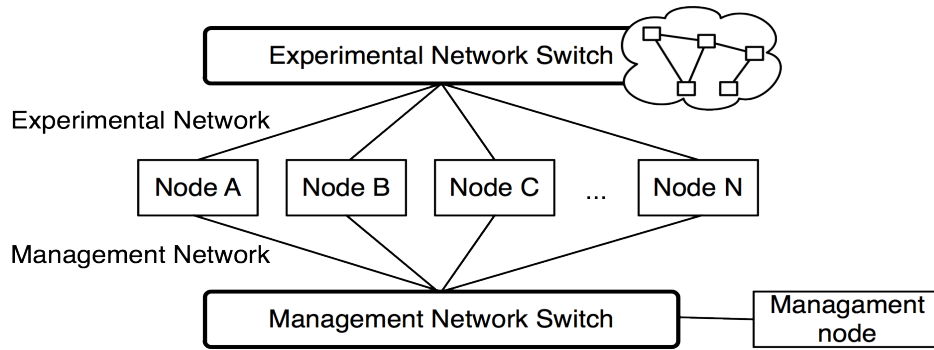 Experimental Network Switch
Experimental Network
Node A
Node B
Node C
...
Node N
Management Network
Management Network Switch
Managament
node